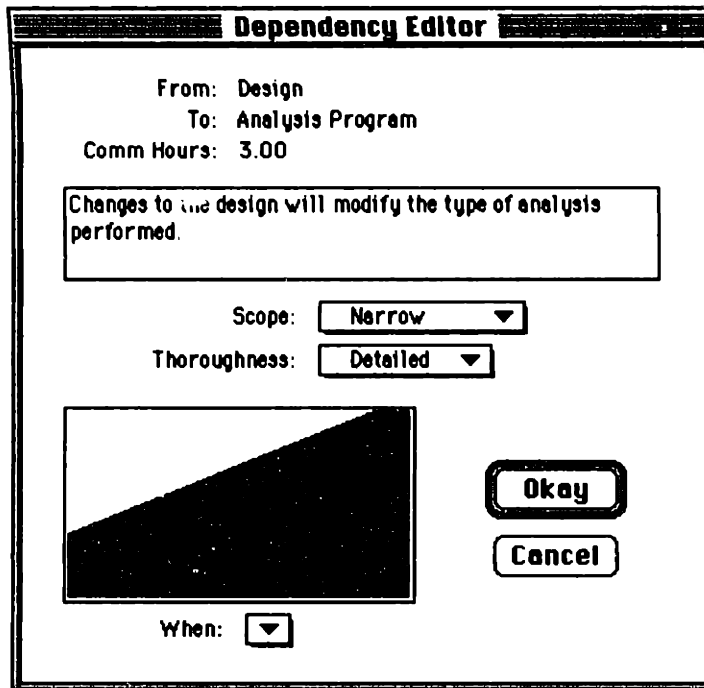 Dependency Editor
From: Design
To: Analysis Program
Comm Hours: 3.00
Changes to the design will modify the type of analysis
performed.
Scope: Narrow
Thoroughness: Detailed
Okay
Cancel
When: